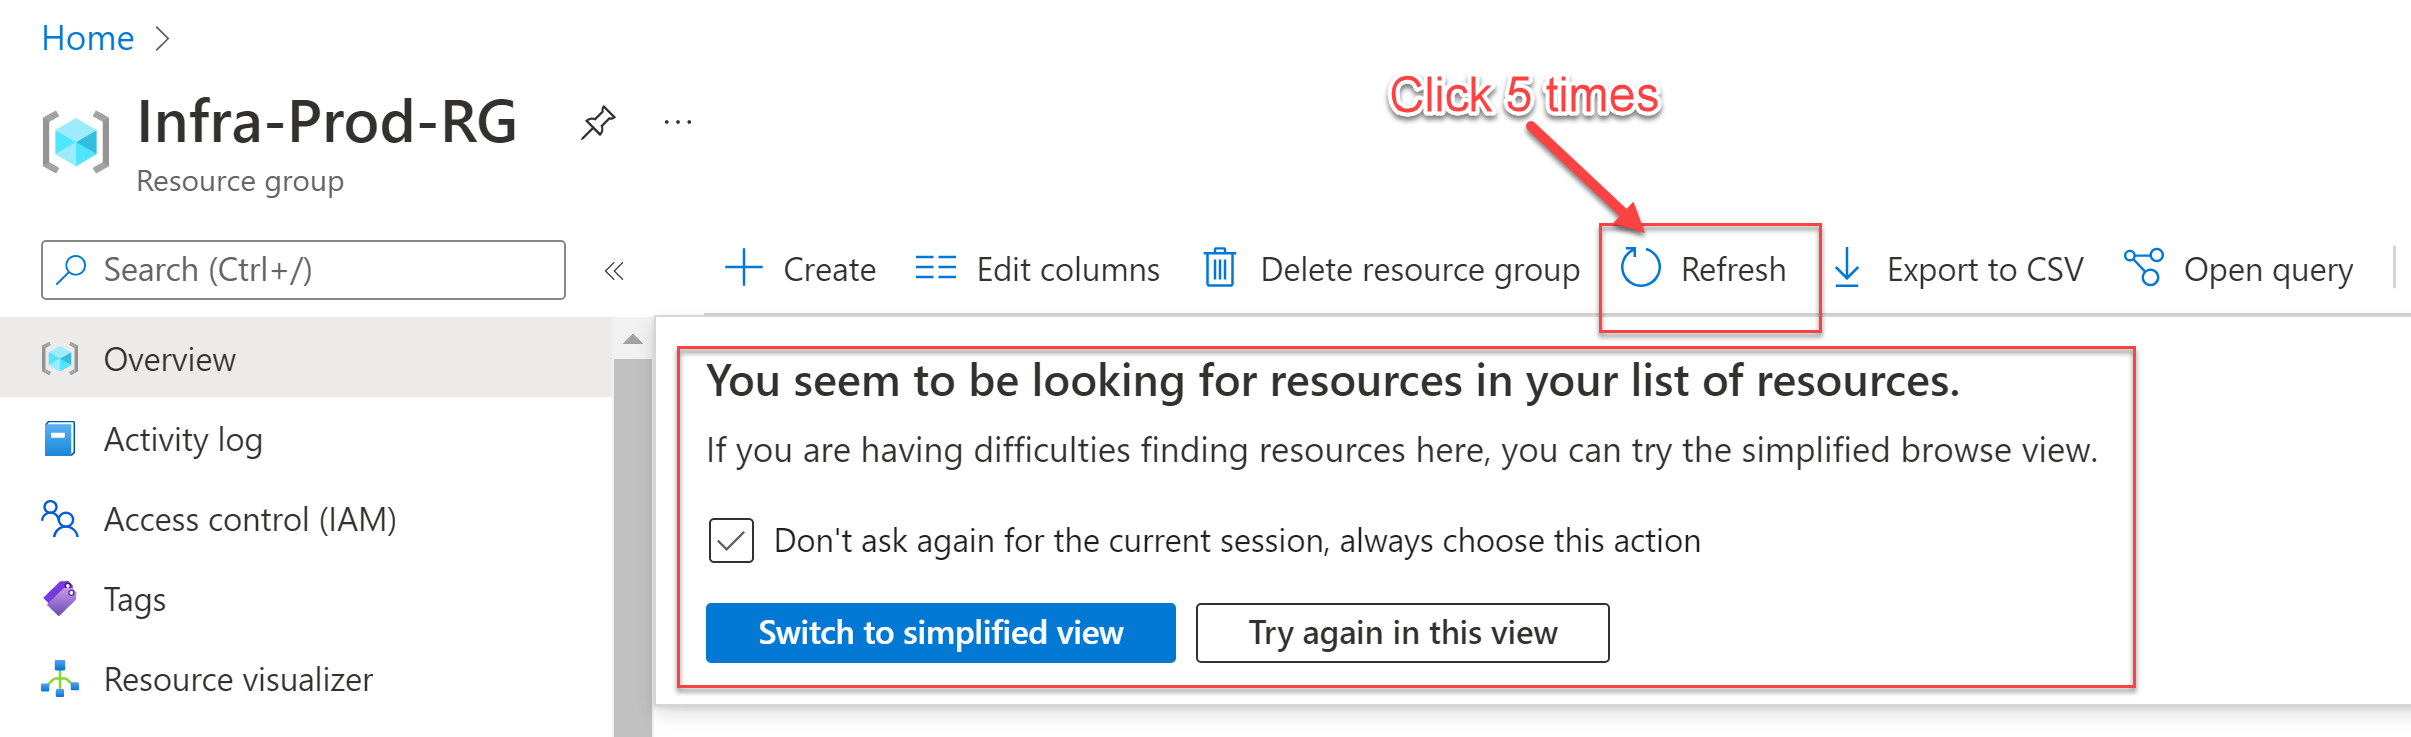 Home >
Click 5 times
Infra-Prod-RG ...
Resource group
Search (Ctrl+/) «
Create Edit columns Delete resource group Refresh Export to CSV Open query
Overview
Activity log
Access control (IAM)
Tags
Resource visualizer
You seem to be looking for resources in your list of resources.
If you are having difficulties finding resources here, you can try the simplified browse view.
Don't ask again for the current session, always choose this action
Switch to simplified view Try again in this view